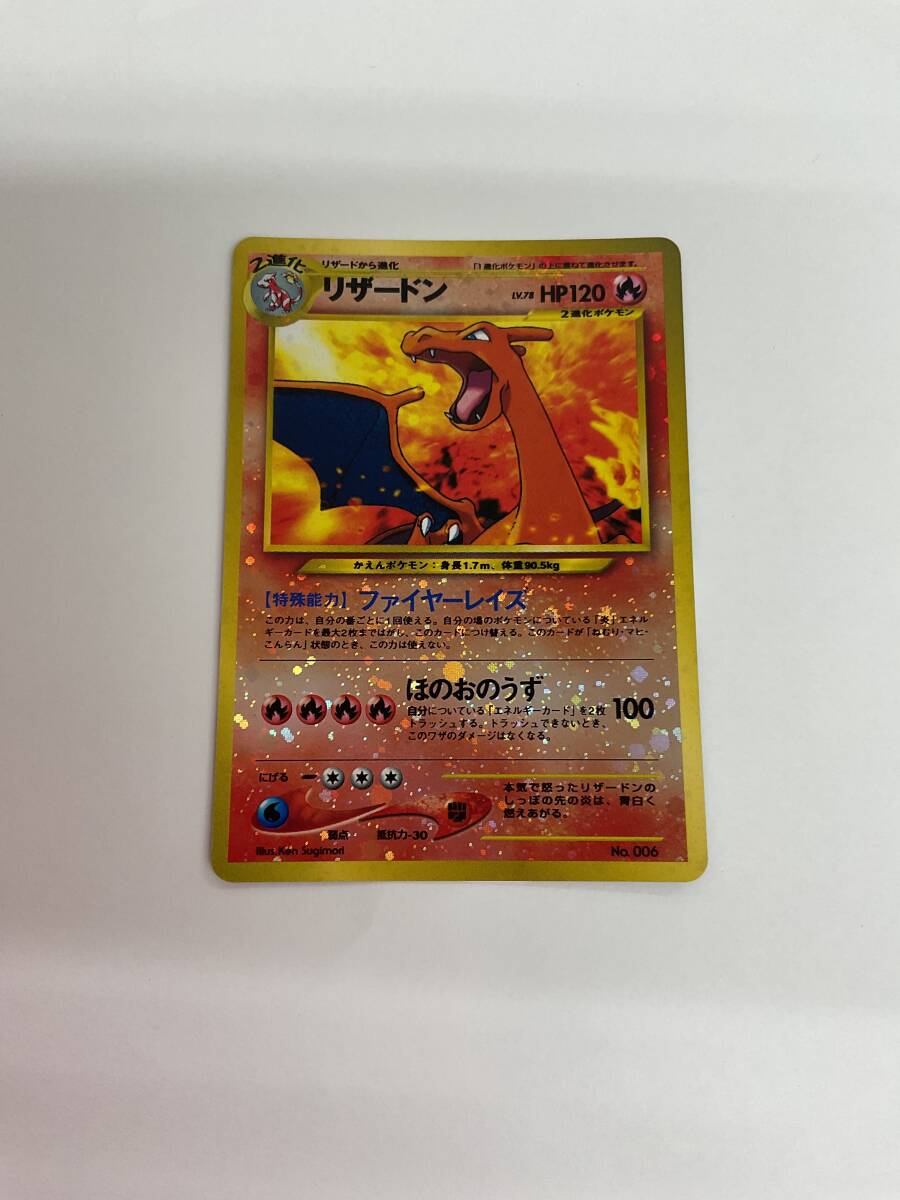 2進化
リザードから進化
「1進化ポケモン」の上に重ねて進化させます。
リザードン
LV.78 HP120
2進化ポケモン
かえんポケモン:身長1.7m、体重90.5kg
【特殊能力】ファイヤーレイズ
この力は、自分の番ごとに1回使える。自分の場のポケモンについている「炎」エネル
ギーカードを最大2枚まではがし、このカードにつけ替える。このカードが「ねむり・マヒ・
こんらん」状態のとき、この力は使えない。
ほのおのうず
100
自分についている「エネルギーカード」を2枚
トラッシュする。トラッシュできないとき、
このワザのダメージはなくなる。
にげる
本気で怒ったリザードンの
しっぽの先の炎は、青白く
燃えあがる。
弱点
抵抗力-30
Illus. Ken Sugimori
No. 006